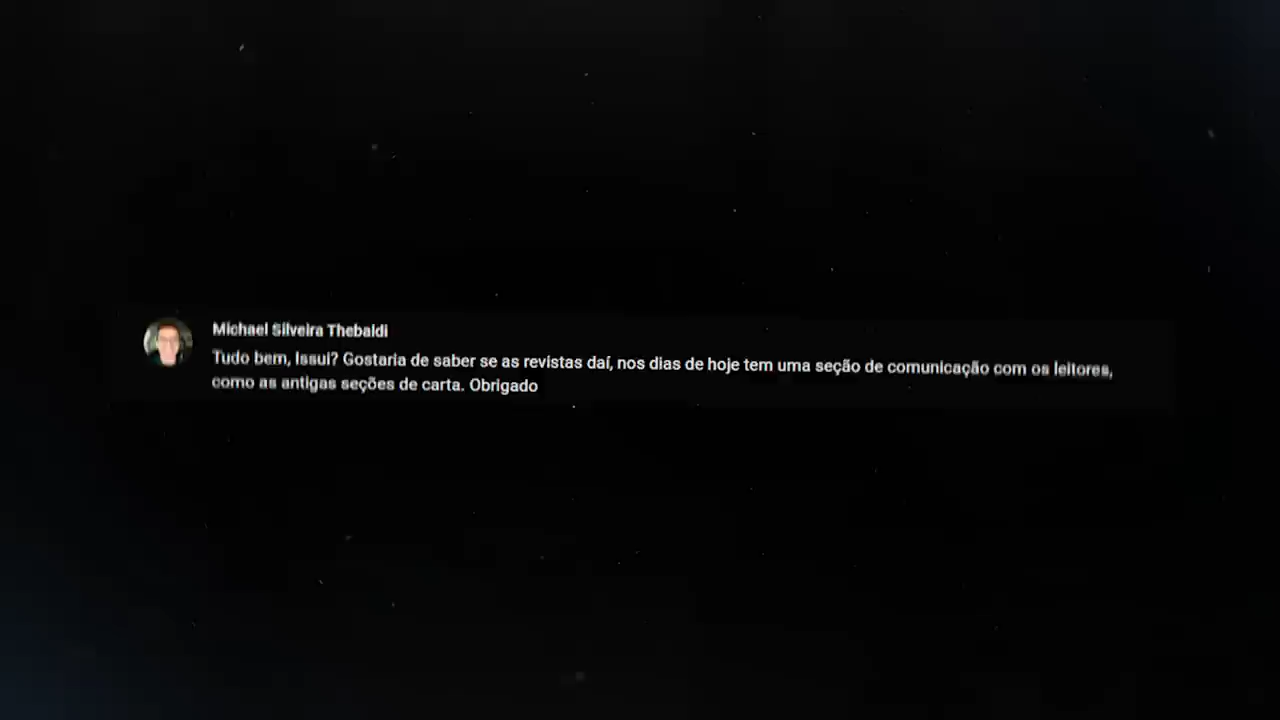 Michael Silveira Thebaldi
Tudo bem, Issui? Gostaria de saber se as revistas daí, nos dias de hoje tem uma seção de comunicação com os leitores,
como as antigas seções de carta. Obrigado